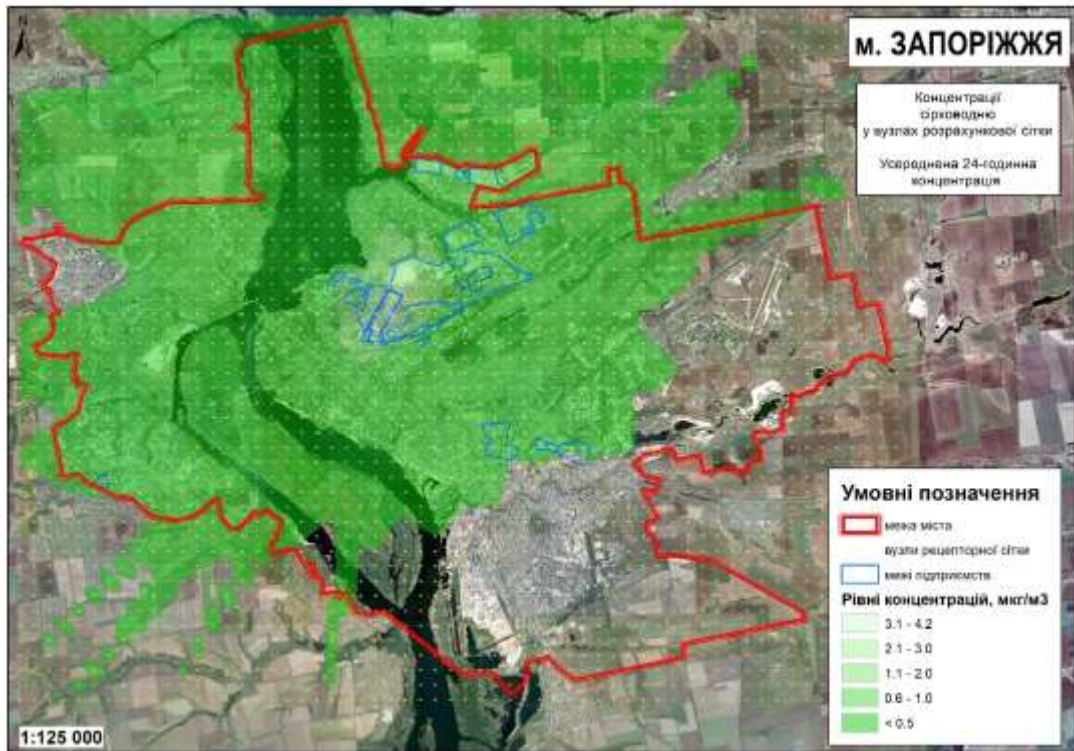 м. ЗАПОРІЖЖЯ
Концентрації
сірководню
у вузлах розрахункової сітки
Усереднена 24-годинна
концентрація
Умовні позначення
межа міста
вузли рецепторної сітки
межі підприємств
Рівні концентрацій, мкг/м3
3.1 - 4.2
2.1 - 3.0
1.1 - 2.0
0.6 - 1.0
< 0.5
1:125 000